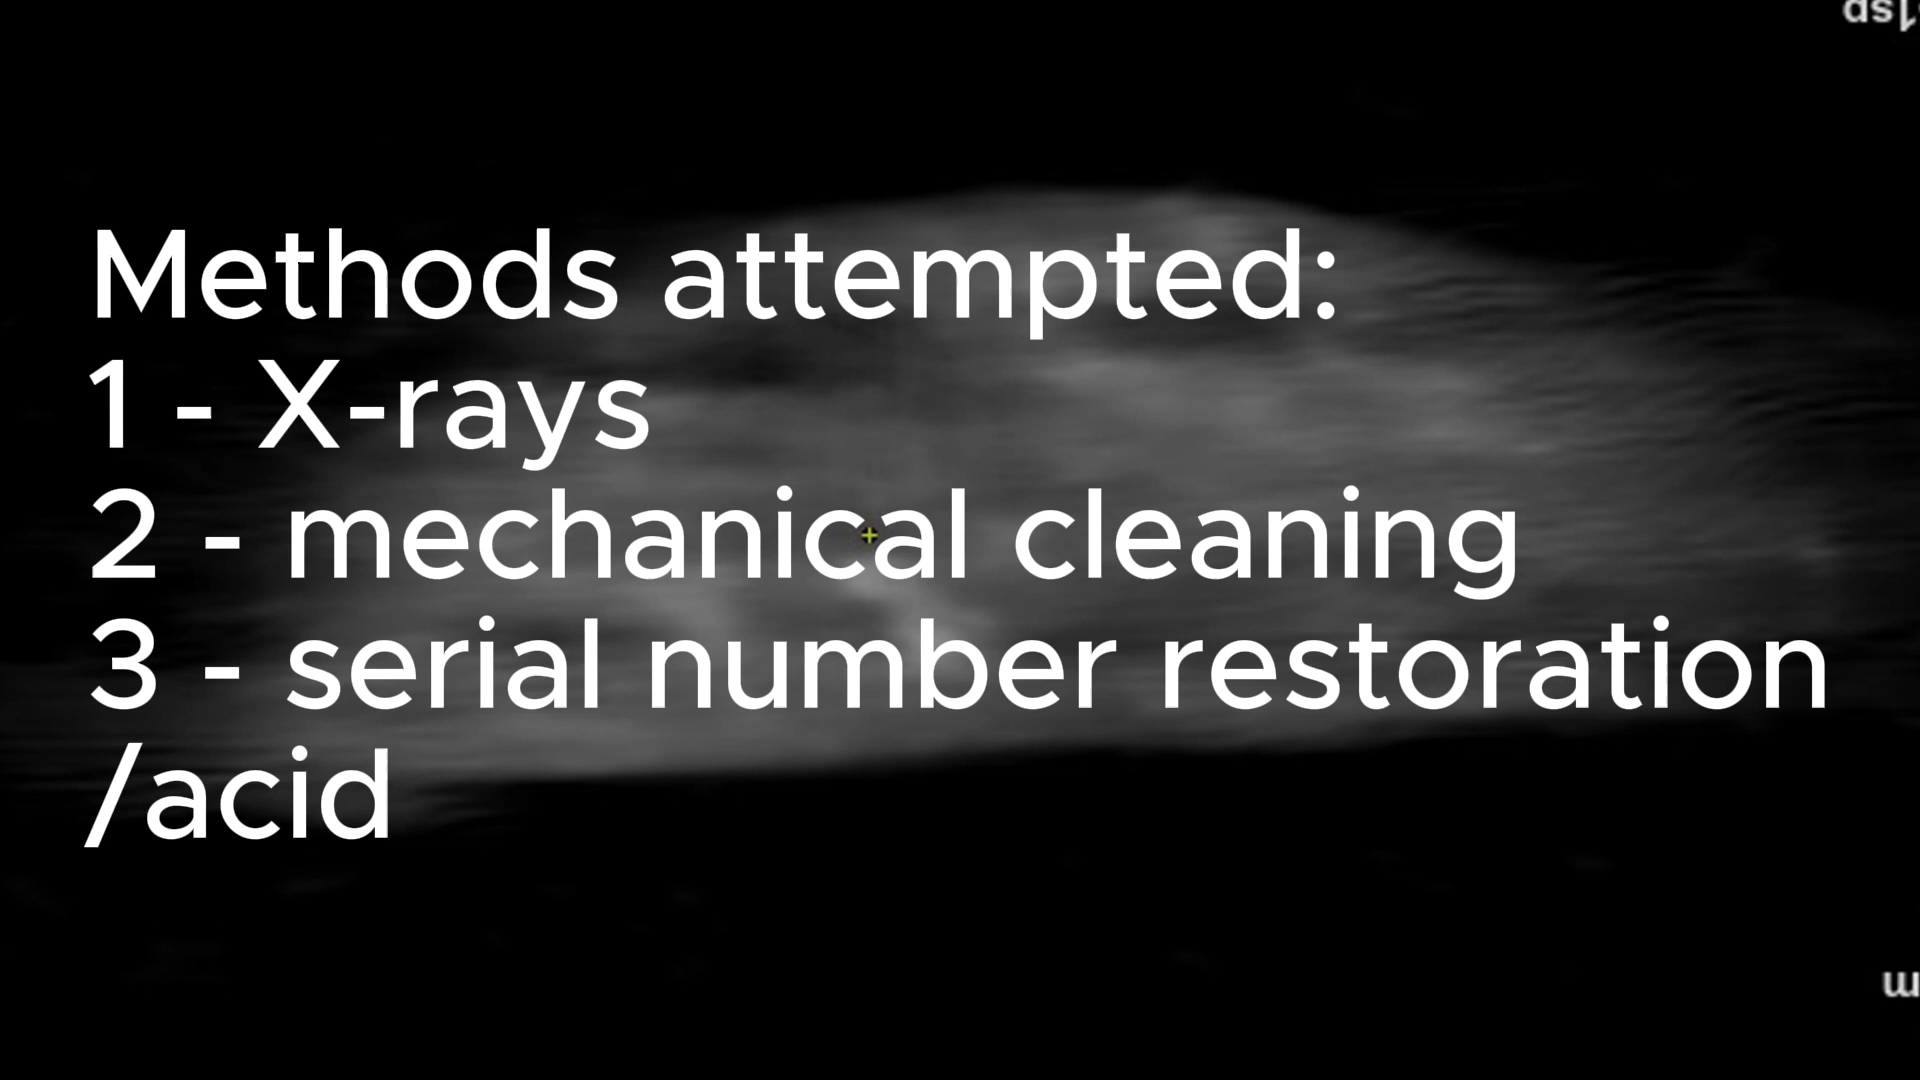 Methods attempted:
1 - X-rays
2 - mechanical cleaning
3 - serial number restoration
/acid